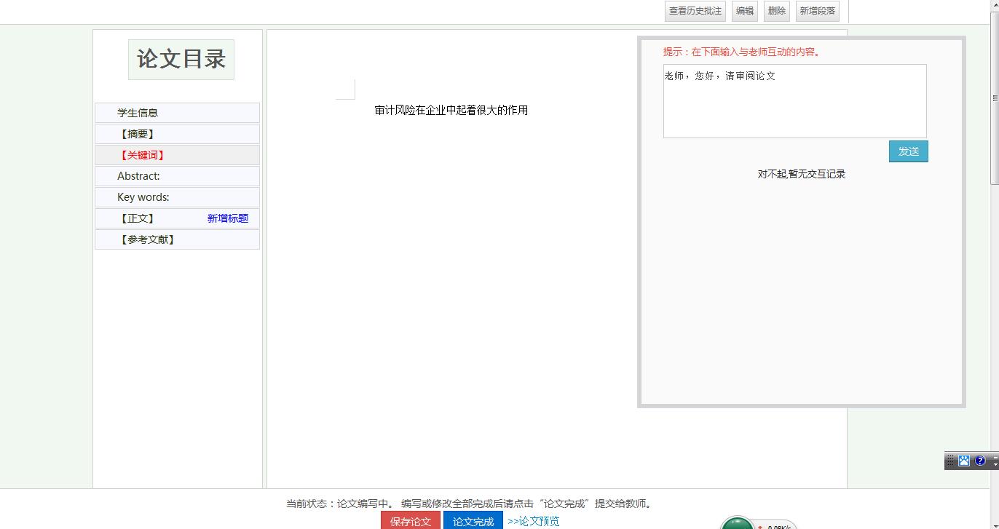 查看历史批注 编辑 删除 新增段落
论文目录
学生信息
【摘要】
【关键词】
Abstract:
Key words:
【正文】 新增标题
【参考文献】
审计风险在企业中起着很大的作用
提示：在下面输入与老师互动的内容。
老师，您好，请审阅论文
发送
对不起,暂无交互记录
当前状态：论文编写中。 编写或修改全部完成后请点击“论文完成”提交给教师。
保存论文 论文完成 >>论文预览
0.08K/s